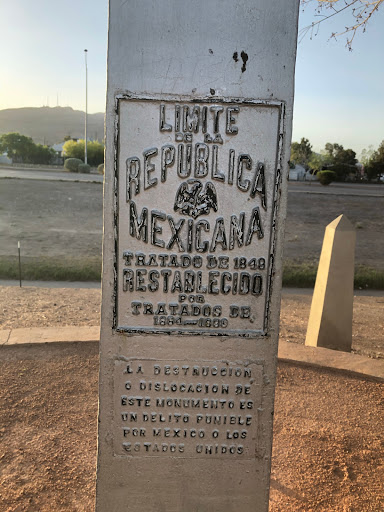 LIMITE
DE LA
REPÚBLICA
MEXICANA
TRATADO DE 1848
RESTABLECIDO
POR
TRATADOS DE
1884-1889
LA DESTRUCCION
O DISLOCACION DE
ESTE MONUMENTO ES
UN DELITO PUNIBLE
POR MEXICO O LOS
ESTADOS UNIDOS